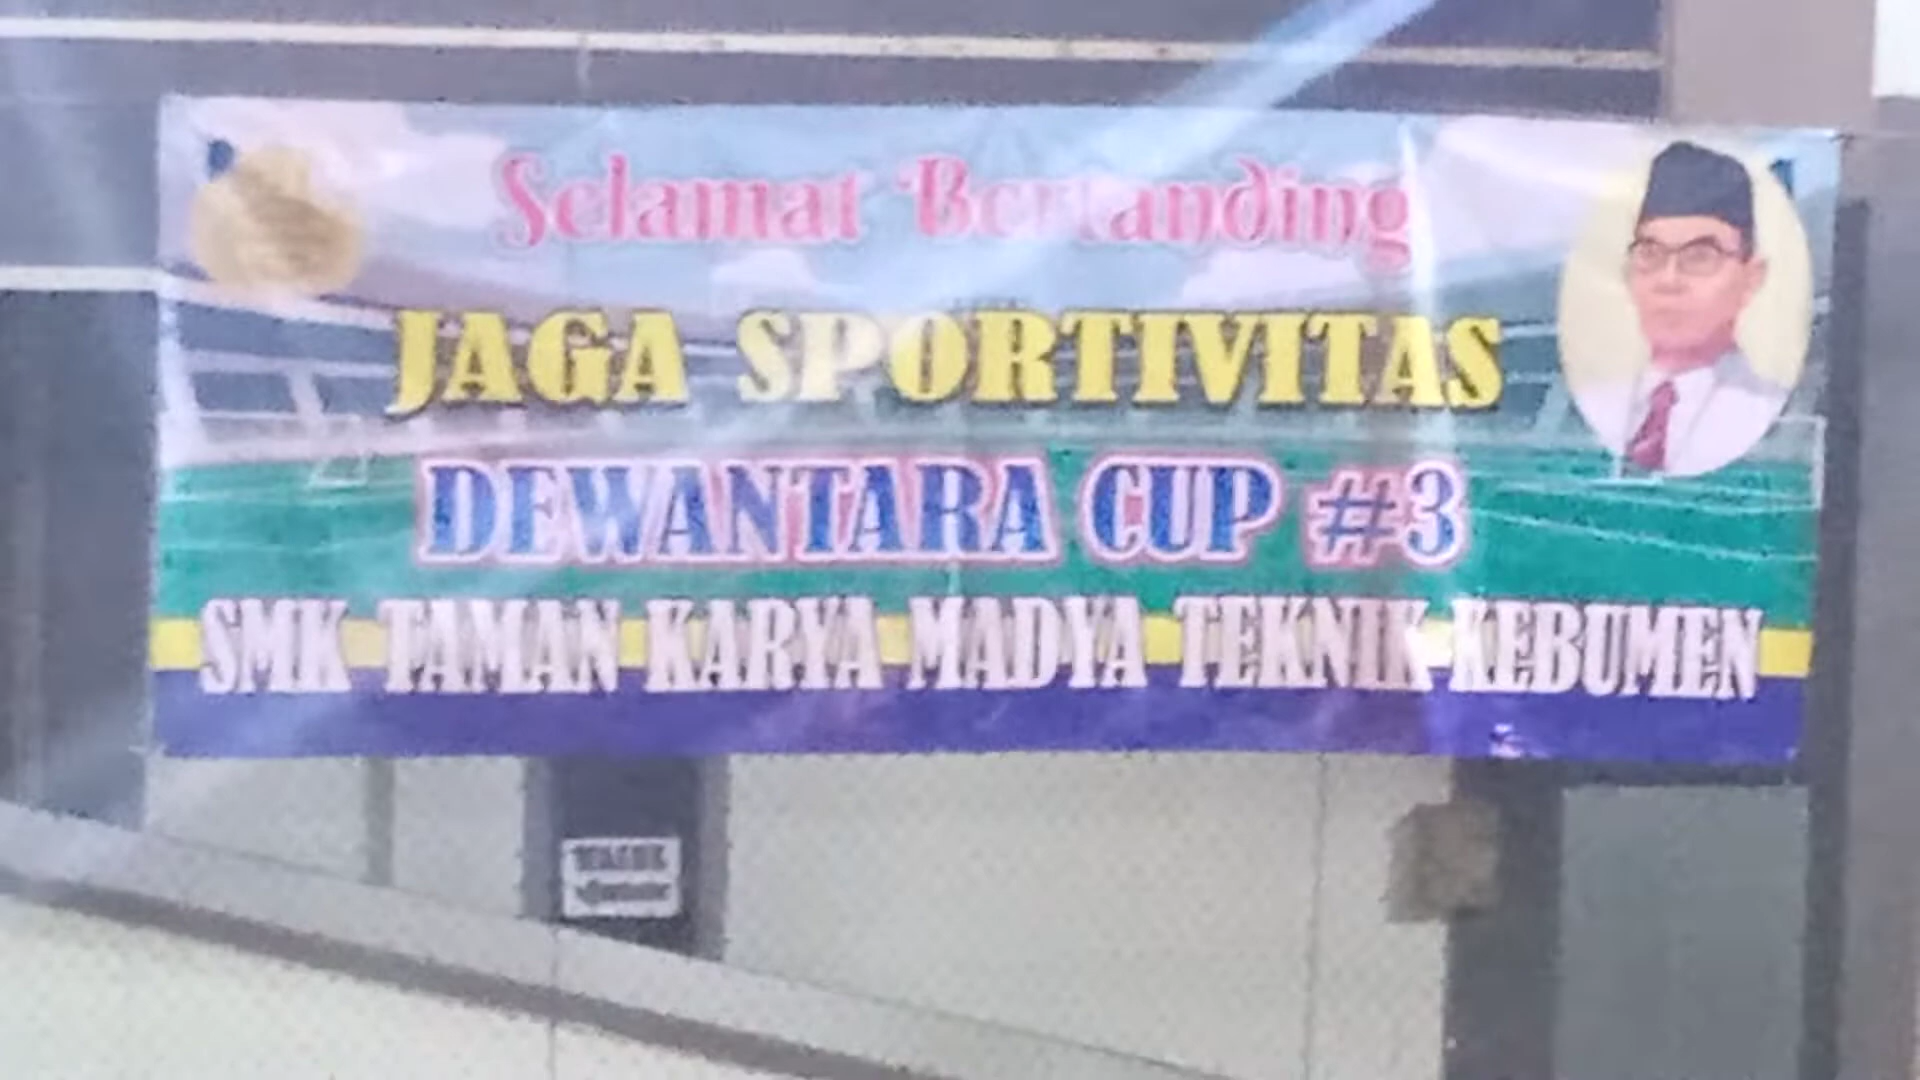 Selamat Bertanding
JAGA SPORTIVITAS
DEWANTARA CUP #3
SMK TAMAN KARYA MADYA TEKNIK KEBUMEN